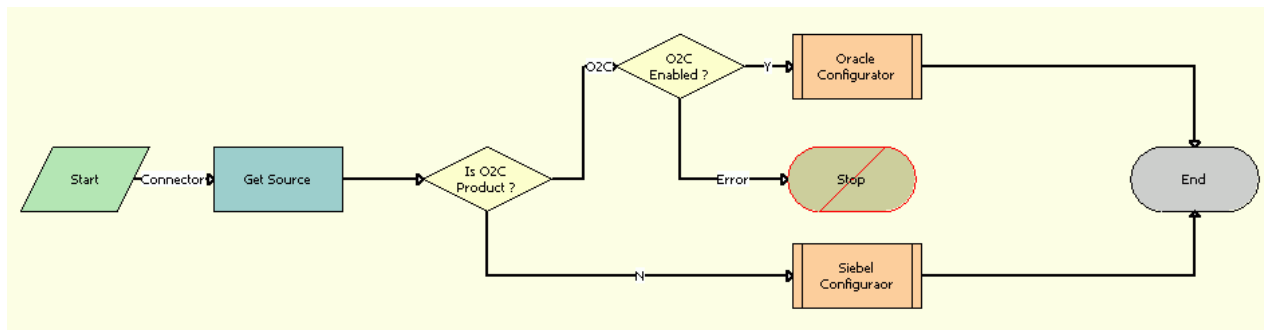 Start
Connector
Get Source
Is O2C
Product ?
O2C
O2C
Enabled ?
Y
Oracle
Configurator
Error
Stop
N
Siebel
Configuraor
End